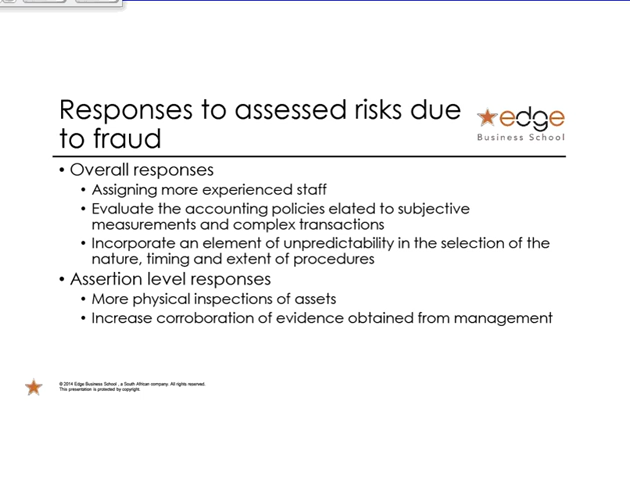 Responses to assessed risks due
to fraud
edge
Business School
• Overall responses
• Assigning more experienced staff
• Evaluate the accounting policies elated to subjective
measurements and complex transactions
• Incorporate an element of unpredictability in the selection of the
nature, timing and extent of procedures
• Assertion level responses
• More physical inspections of assets
• Increase corroboration of evidence obtained from management
© 2014 Edge Business School , a South African company. All rights reserved.
This presentation is protected by copyright.